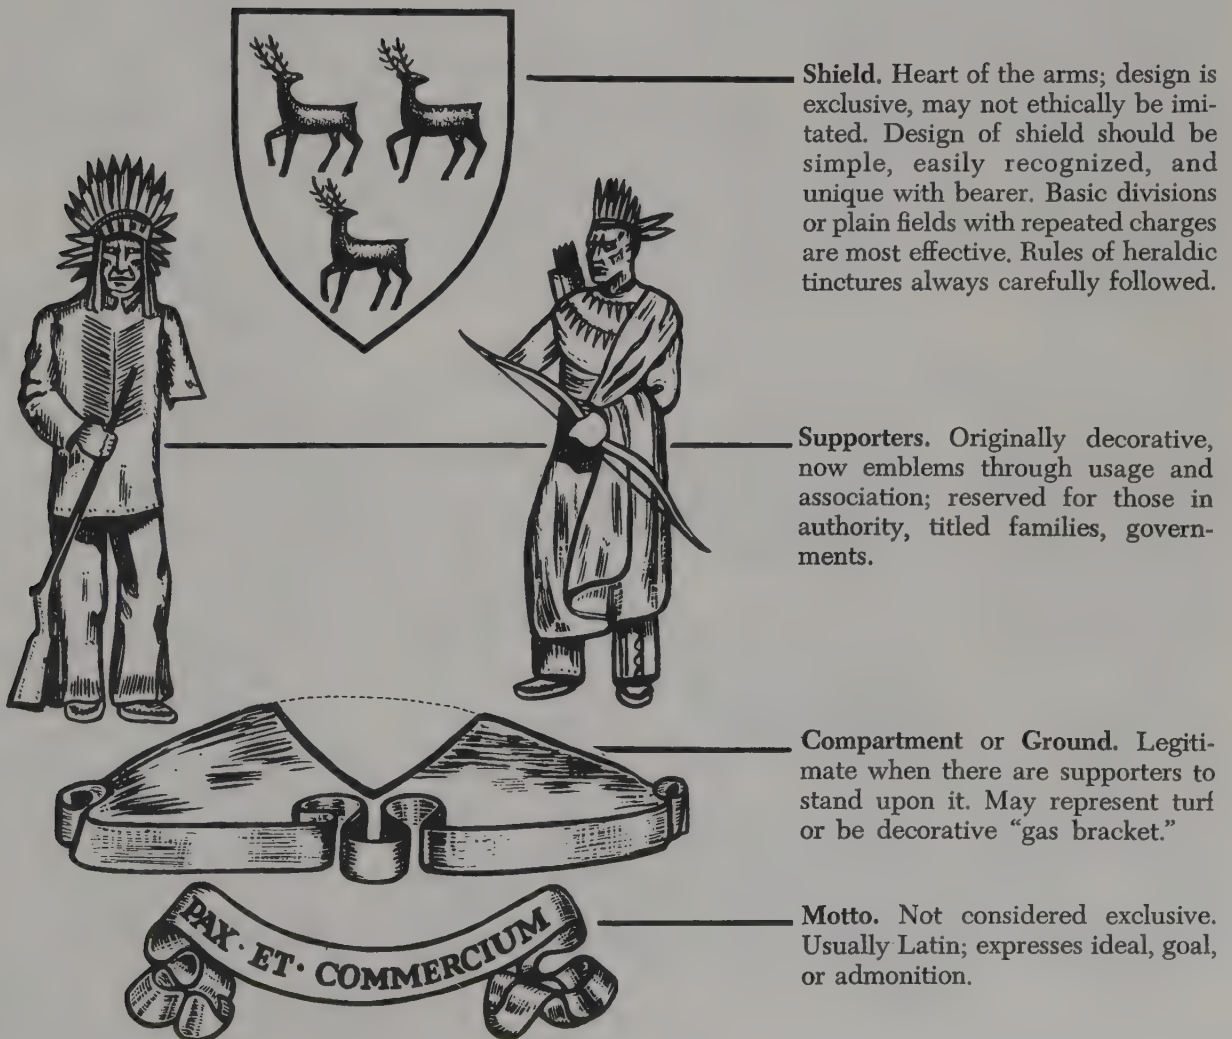 Shield. Heart of the arms; design is
exclusive, may not ethically be imi-
tated. Design of shield should be
simple, easily recognized, and
unique with bearer. Basic divisions
or plain fields with repeated charges
are most effective. Rules of heraldic
tinctures always carefully followed.
Supporters. Originally decorative,
now emblems through usage and
association; reserved for those in
authority, titled families, govern-
ments.
Compartment or Ground. Legiti-
mate when there are supporters to
stand upon it. May represent turf
or be decorative “gas bracket.”
PAX · ET · COMMERCIUM
Motto. Not considered exclusive.
Usually Latin; expresses ideal, goal,
or admonition.